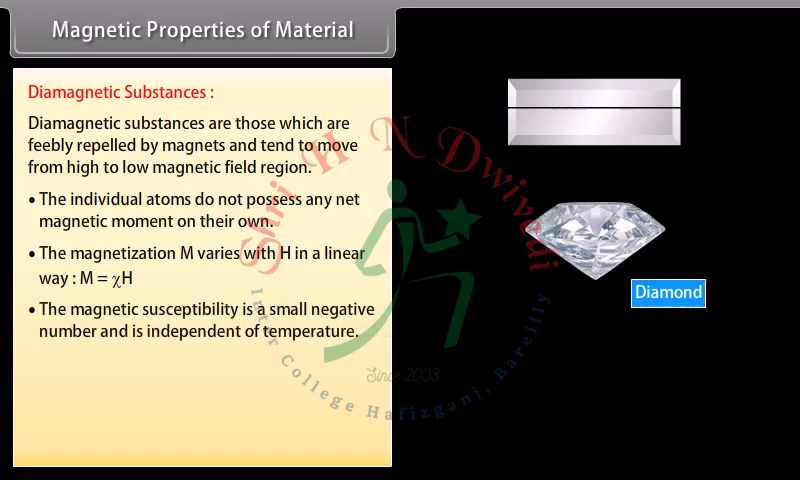 Magnetic Properties of Material
Diamagnetic Substances :
Diamagnetic substances are those which are
feebly repelled by magnets and tend to move
from high to low magnetic field region.
• The individual atoms do not possess any net
magnetic moment on their own.
• The magnetization M varies with H in a linear
way : M = χH
• The magnetic susceptibility is a small negative
number and is independent of temperature.
Diamond
Shri H N Dwivedi
Inter College Hafizganj, Bareilly
Since 2003